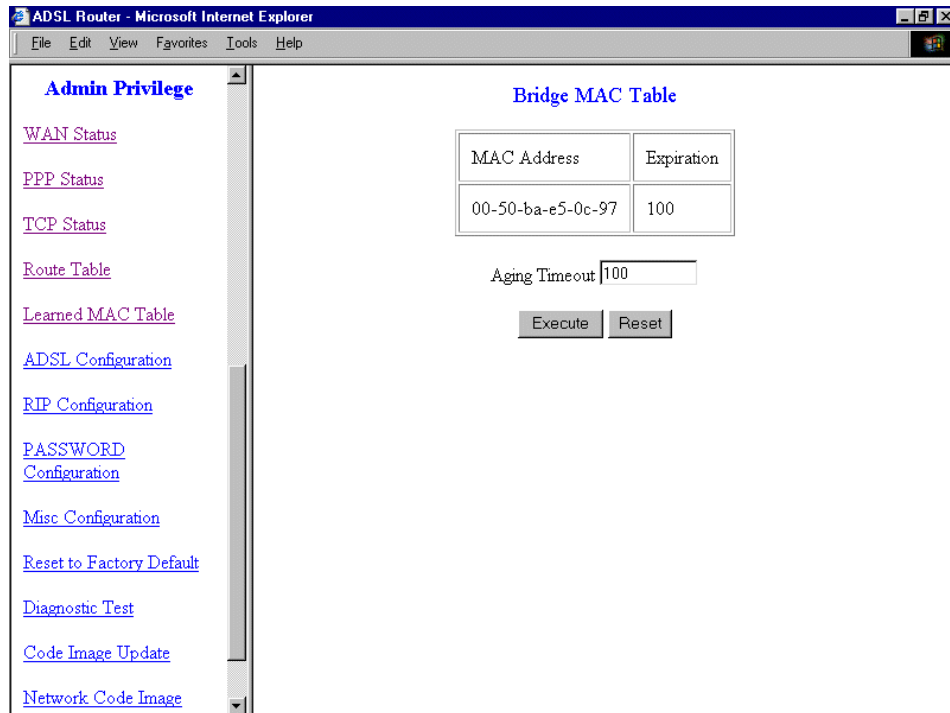 ADSL Router - Microsoft Internet Explorer
File Edit View Favorites Tools Help
Admin Privilege
WAN Status
PPP Status
TCP Status
Route Table
Learned MAC Table
ADSL Configuration
RIP Configuration
PASSWORD
Configuration
Misc Configuration
Reset to Factory Default
Diagnostic Test
Code Image Update
Network Code Image
Bridge MAC Table
MAC Address Expiration
00-50-ba-e5-0c-97 100
Aging Timeout 100
Execute Reset